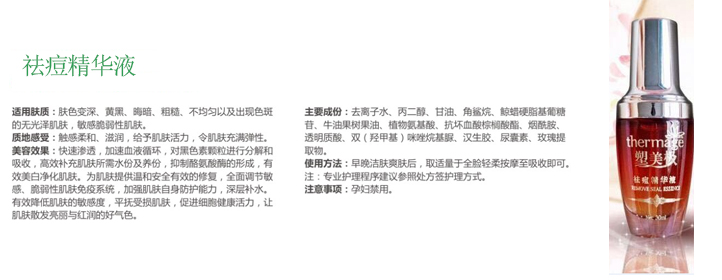 祛痘精华液
适用肤质：肤色变深、黄黑、晦暗、粗糙、不均匀以及出现色斑
的无光泽肌肤，敏感脆弱性肌肤。
质地感受：触感柔和、滋润，给予肌肤活力，令肌肤充满弹性。
美容效果：快速渗透，加速血液循环，对黑色素颗粒进行分解和
吸收，高效补充肌肤所需水份及养份，抑制酪氨酸酶的形成，有
效美白净化肌肤。为肌肤提供温和安全有效的修复，全面调节敏
感、脆弱性肌肤免疫系统，加强肌肤自身防护能力，深层补水。
有效降低肌肤的敏感度，平抚受损肌肤，促进细胞健康活力，让
肌肤散发亮丽与红润的好气色。
主要成份：去离子水、丙二醇、甘油、角鲨烷、鲸蜡硬脂基葡糖
苷、牛油果树果油、植物氨基酸、抗坏血酸棕榈酸酯、烟酰胺、
透明质酸、双（羟甲基）咪唑烷基脲、汉生胶、尿囊素、玫瑰提
取物。
使用方法：早晚洁肤爽肤后，取适量于全脸轻柔按摩至吸收即可。
注：专业护理程序建议参照处方签护理方式。
注意事项：孕妇禁用。
thermage
塑美极
祛痘精华液
REMOVE SEAL ESSENCE
30ml